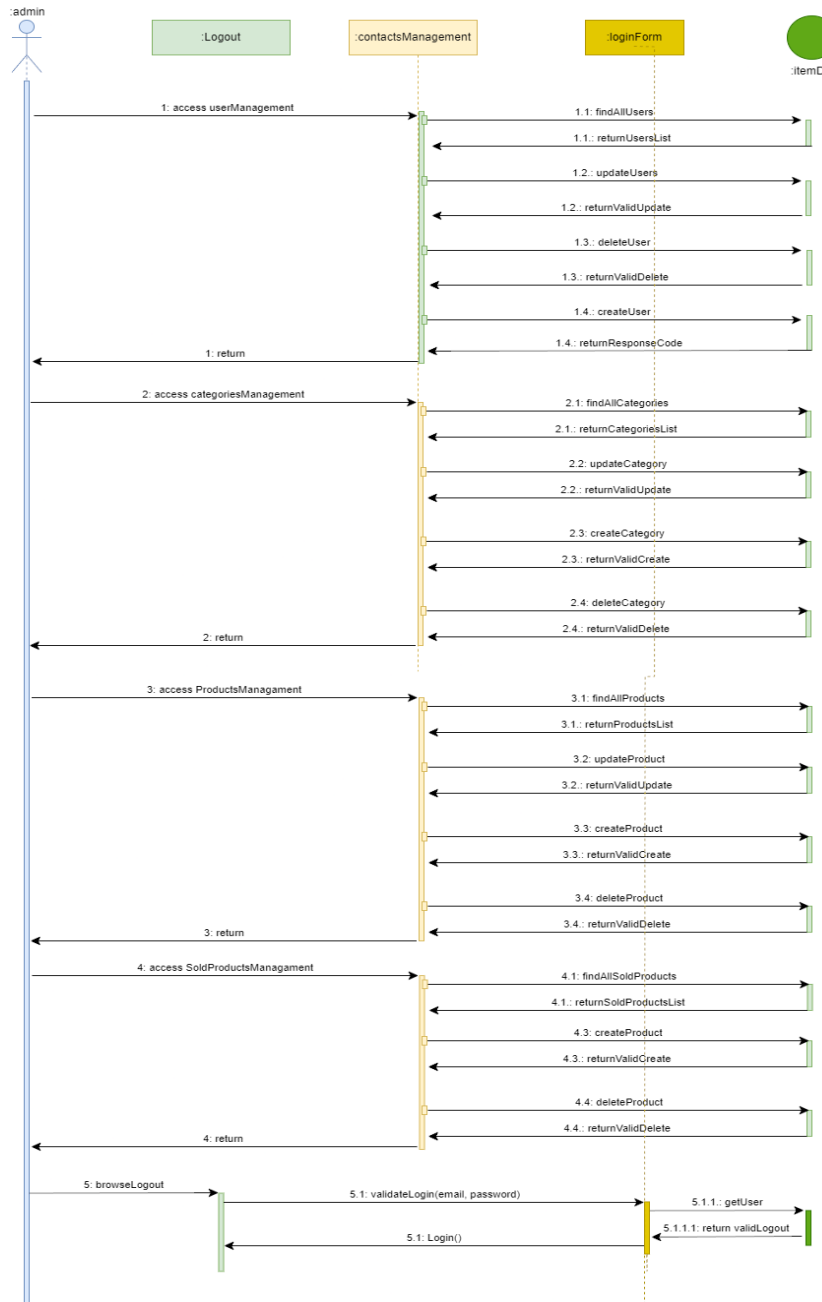 :admin
:Logout
:contactsManagement
:loginForm
:itemD
1: access userManagement
1.1: findAllUsers
1.1.: returnUsersList
1.2.: updateUsers
1.2.: returnValidUpdate
1.3.: deleteUser
1.3.: returnValidDelete
1.4.: createUser
1.4.: returnResponseCode
1: return
2: access categoriesManagement
2.1: findAllCategories
2.1.: returnCategoriesList
2.2: updateCategory
2.2.: returnValidUpdate
2.3: createCategory
2.3.: returnValidCreate
2.4: deleteCategory
2.4.: returnValidDelete
2: return
3: access ProductsManagament
3.1: findAllProducts
3.1.: returnProductsList
3.2: updateProduct
3.2.: returnValidUpdate
3.3: createProduct
3.3.: returnValidCreate
3.4: deleteProduct
3.4.: returnValidDelete
3: return
4: access SoldProductsManagament
4.1: findAllSoldProducts
4.1.: returnSoldProductsList
4.3: createProduct
4.3.: returnValidCreate
4.4: deleteProduct
4.4.: returnValidDelete
4: return
5: browseLogout
5.1: validateLogin(email, password)
5.1.1.: getUser
5.1.1.1: return validLogout
5.1: Login()